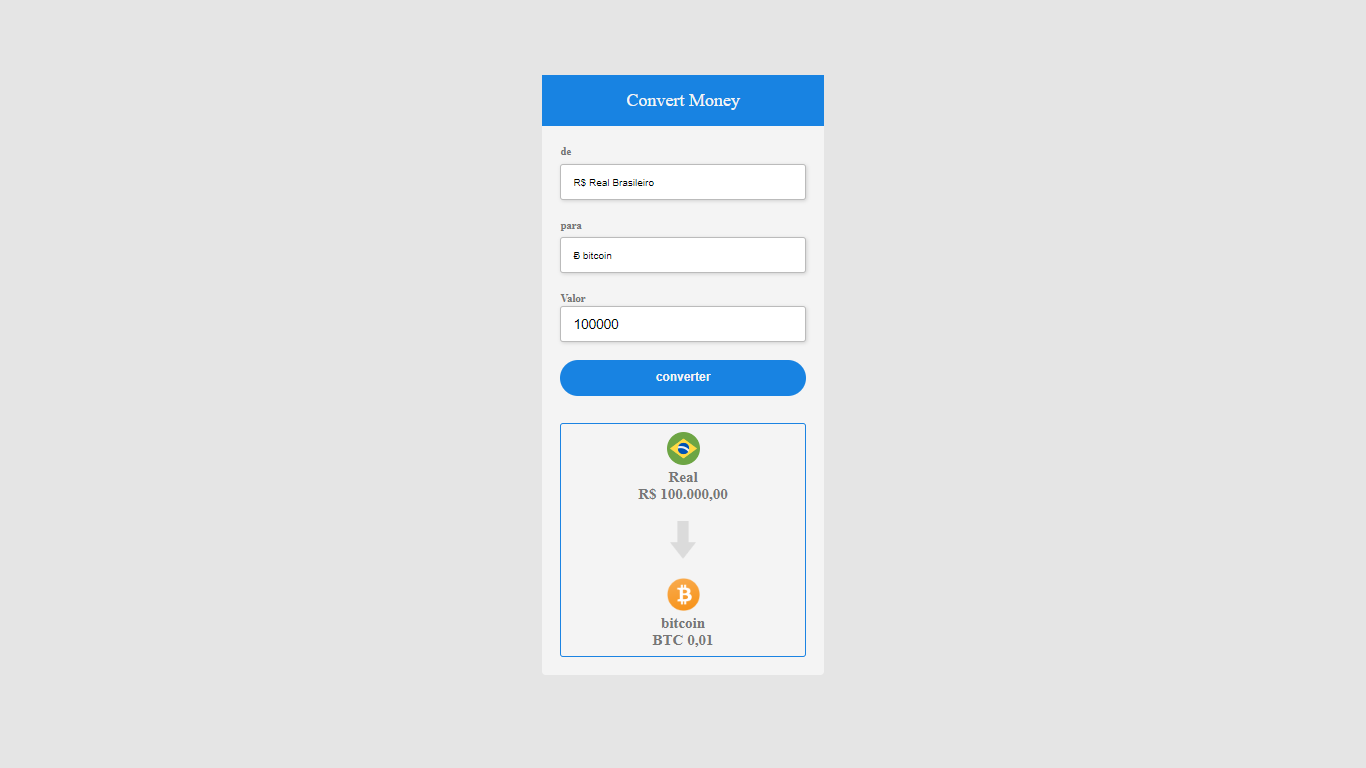 Convert Money
de
R$ Real Brasileiro
para
bitcoin
Valor
100000
converter
Real
R$ 100.000,00
bitcoin
BTC 0,01